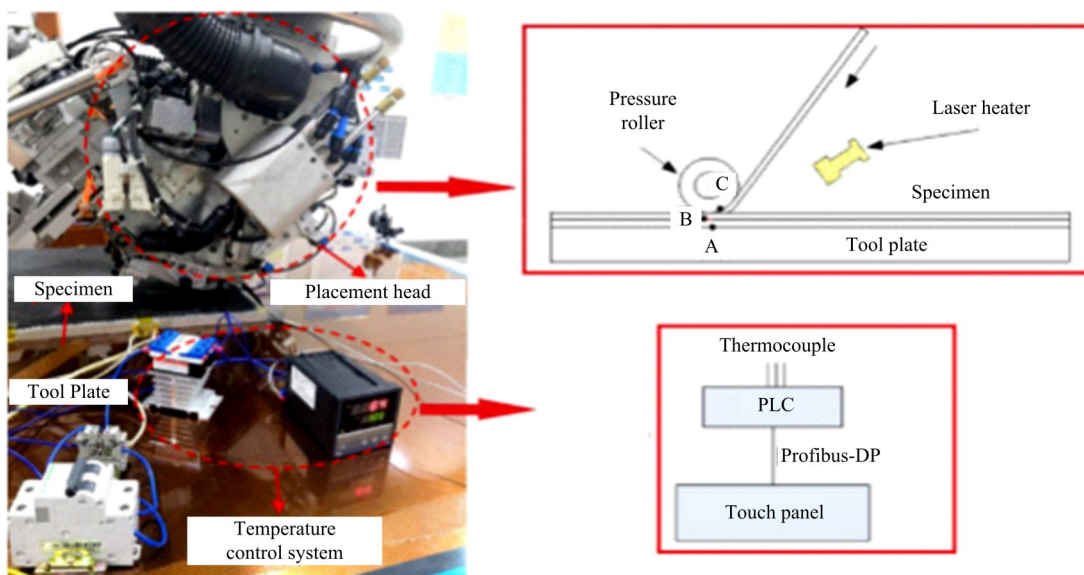 Specimen
Placement head
Tool Plate
Temperature
control system
Pressure
roller
Laser heater
C
Specimen
B
A
Tool plate
Thermocouple
PLC
Profibus-DP
Touch panel